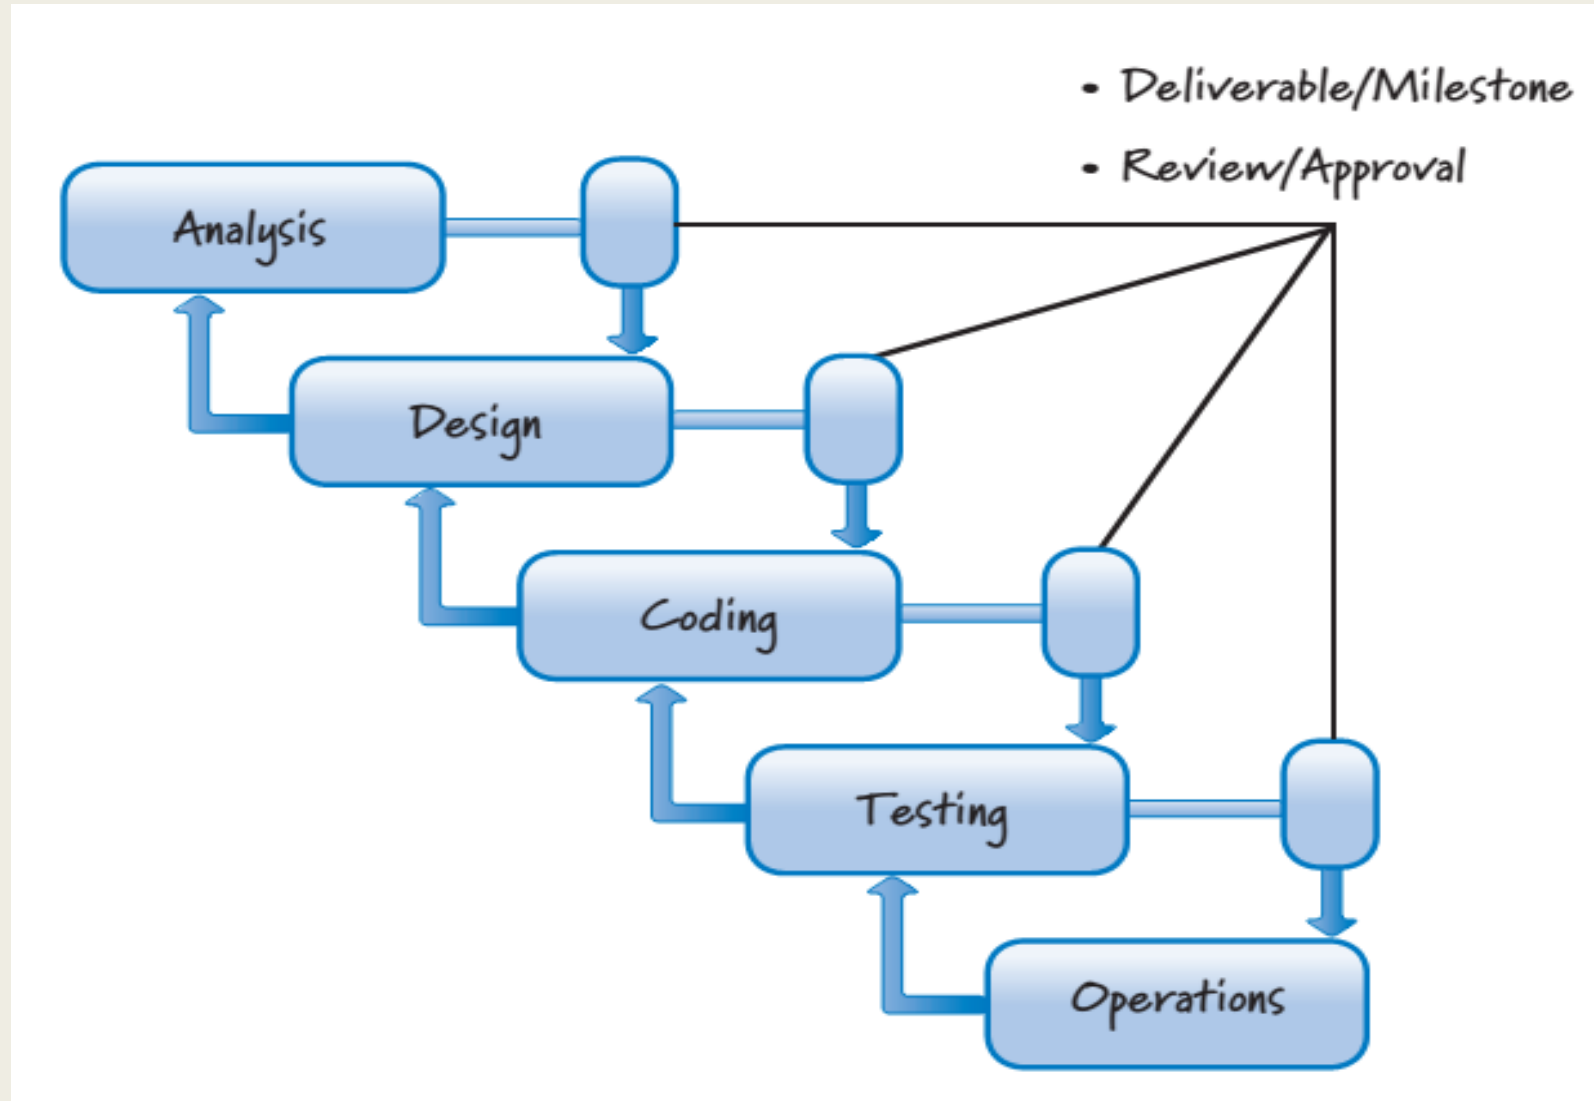 • Deliverable/Milestone
• Review/Approval
Analysis
Design
Coding
Testing
Operations